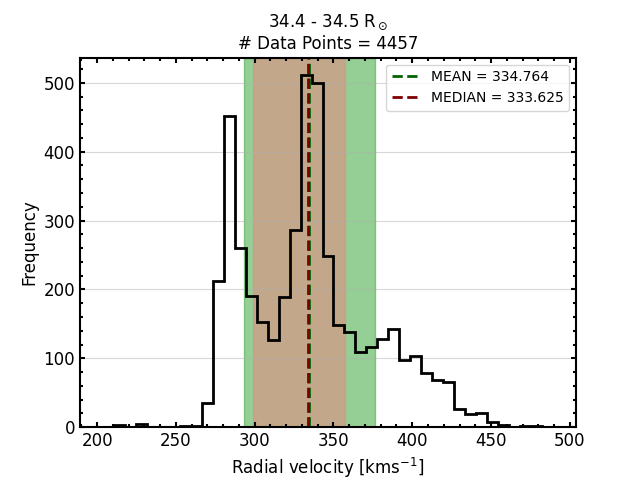 34.4 - 34.5 R⊙
# Data Points = 4457
MEAN = 334.764
MEDIAN = 333.625
Frequency
500
400
300
200
100
0
200 250 300 350 400 450 500
Radial velocity [kms⁻¹]